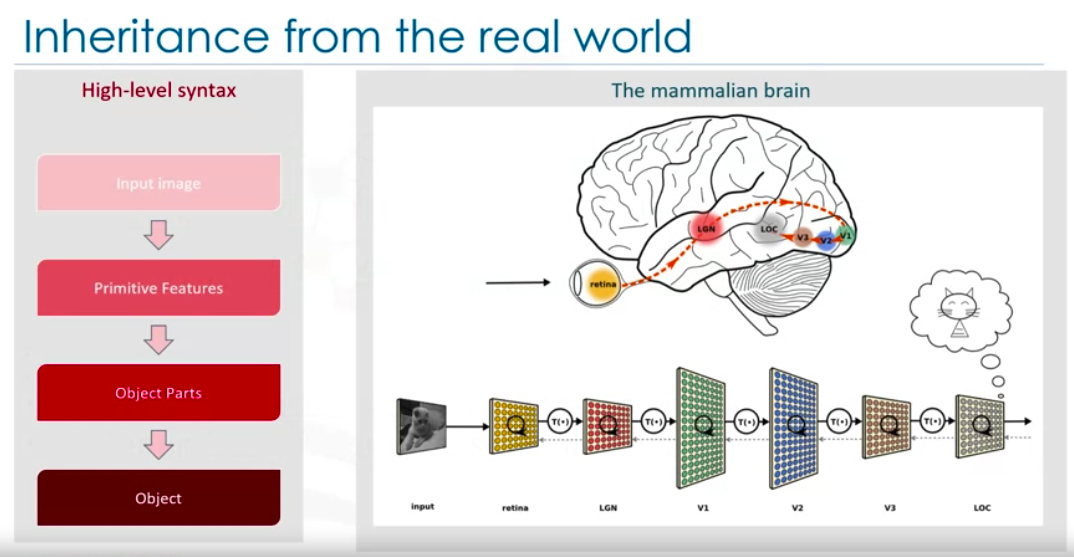 Inheritance from the real world
High-level syntax
Input image
Primitive Features
Object Parts
Object
The mammalian brain
LGN
LOC
V3
V2
V1
retina
T(•)
T(•)
T(•)
T(•)
T(•)
input
retina
LGN
V1
V2
V3
LOC